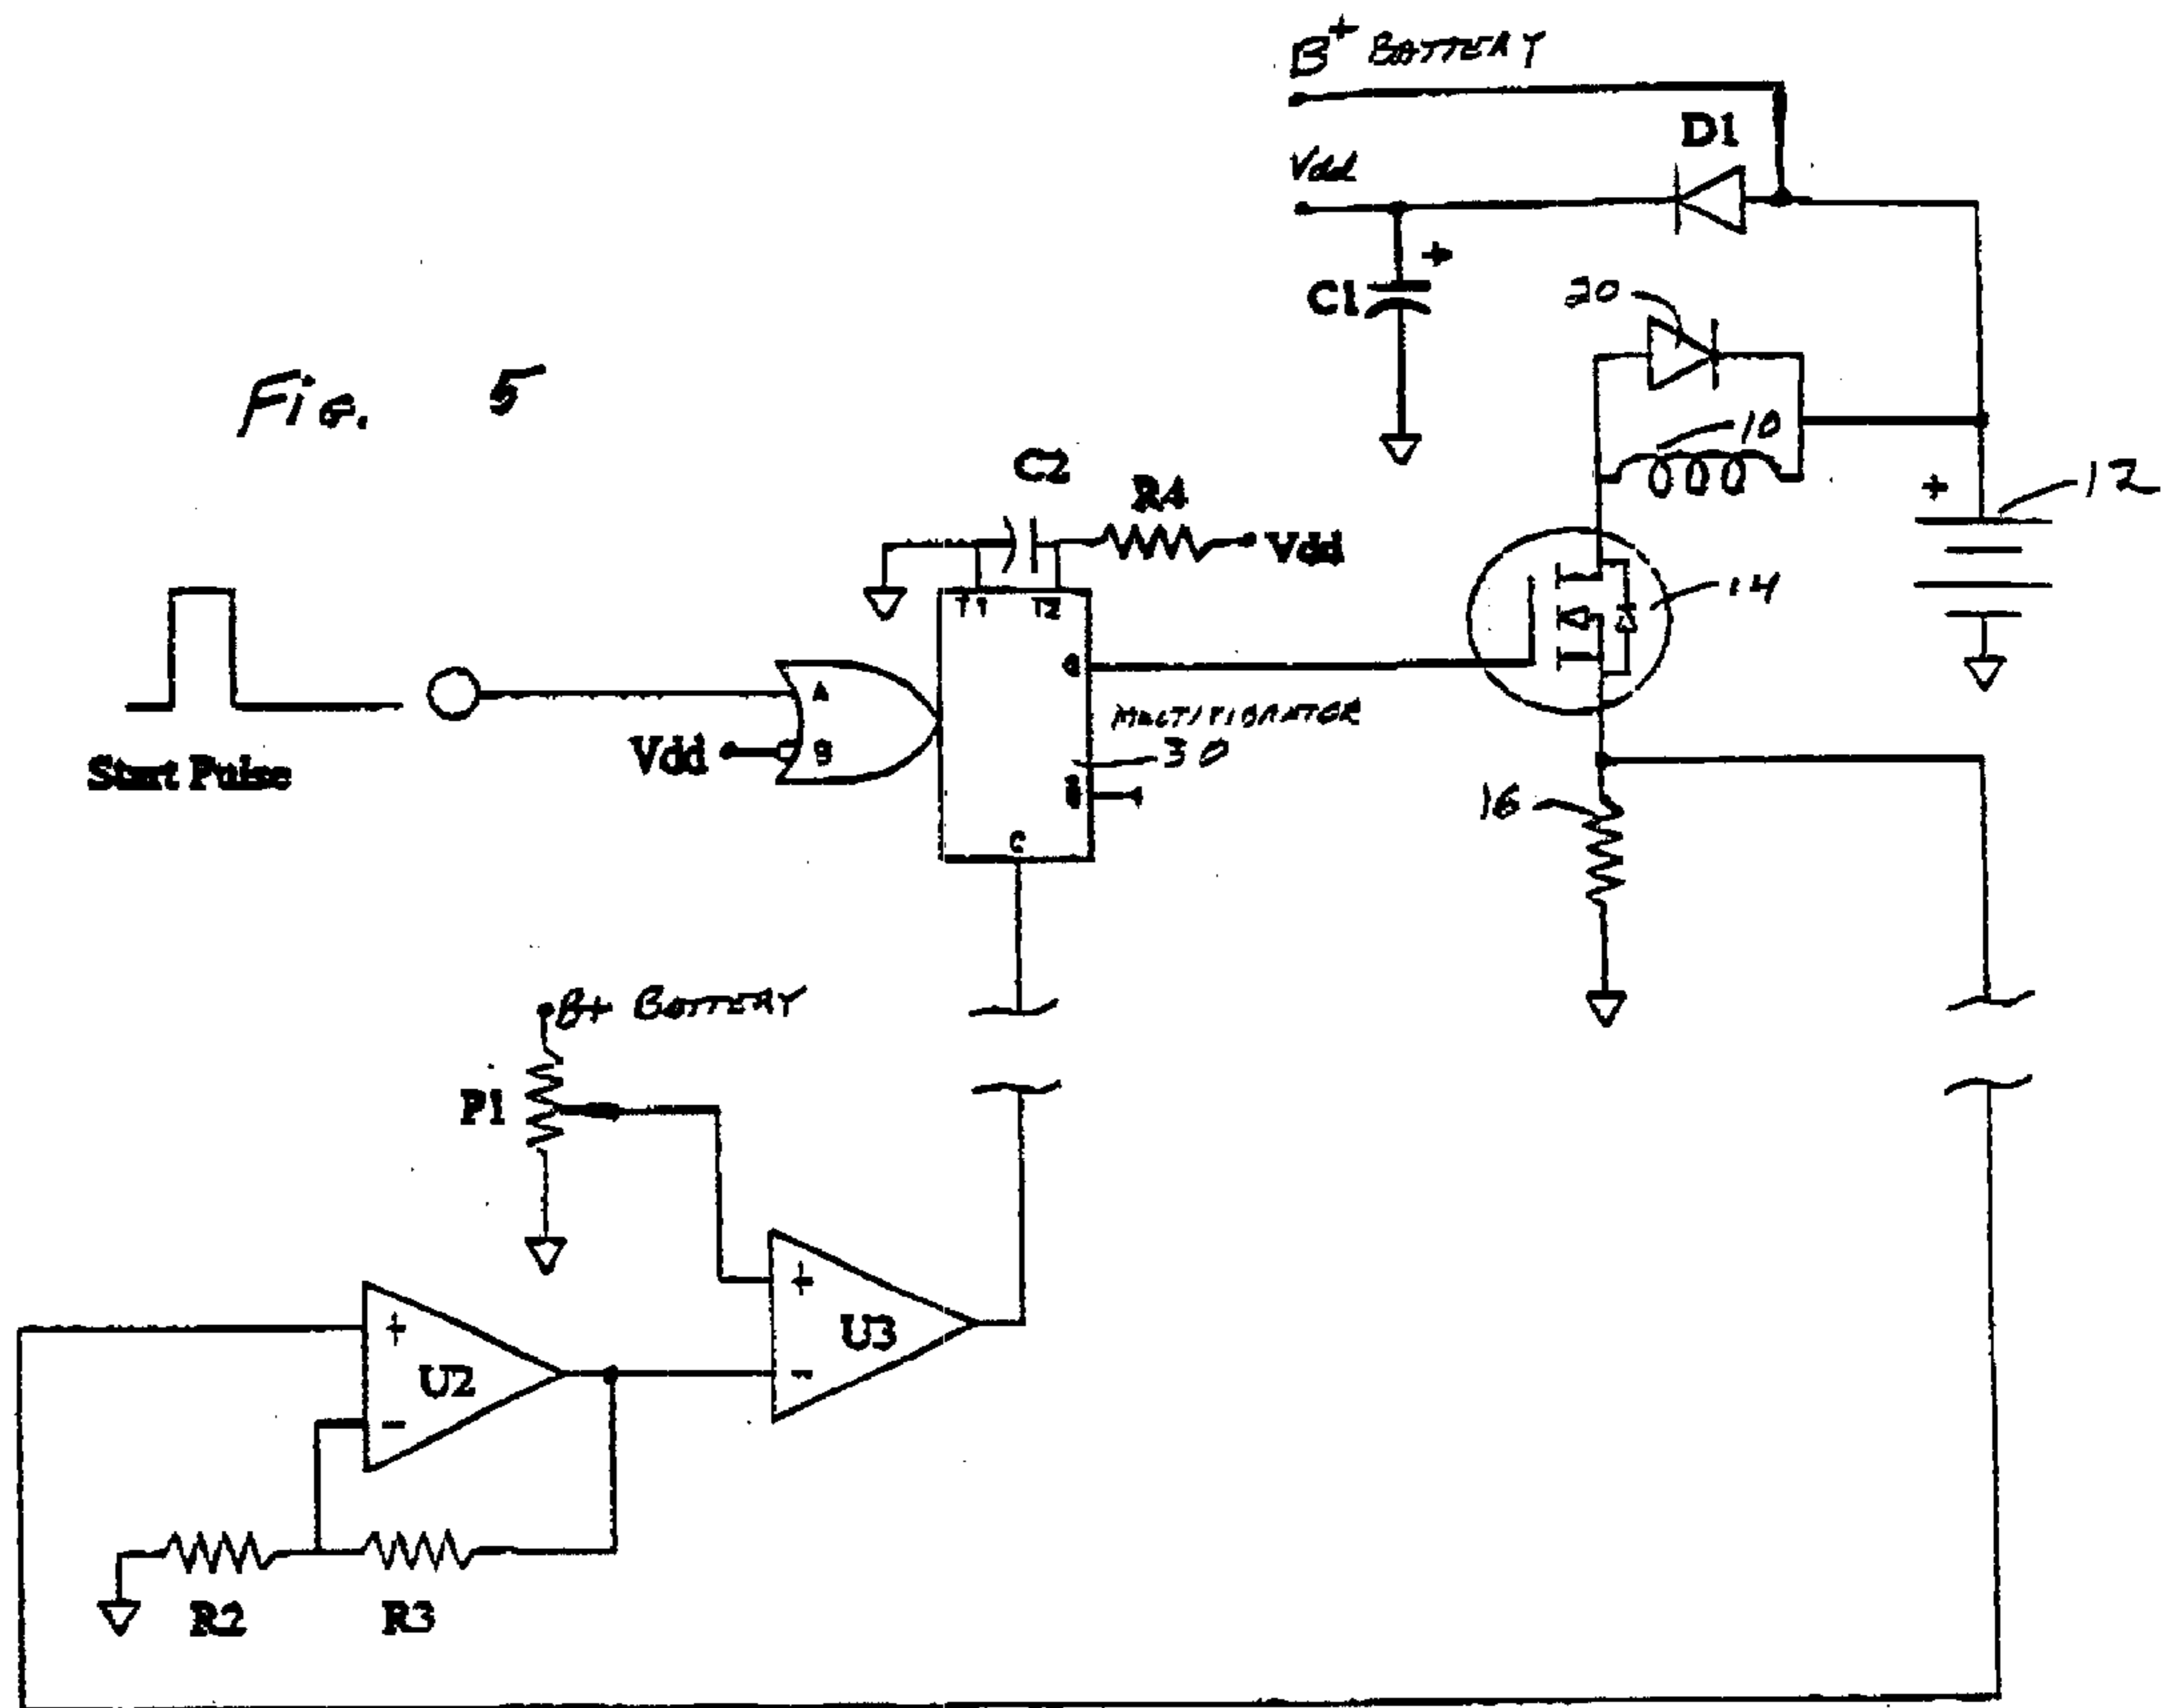 B+ BATTERY
D1
Vdd
+
C1
20
Fig. 5
10
C2
R4
Vdd
+
12
T1 T2
14
A
Q
MULTIVIBRATER
Vdd
B
30
Start Pulse
16
C
B+ BATTERY
P1
+
U3
+
U2
-
-
R2
R3